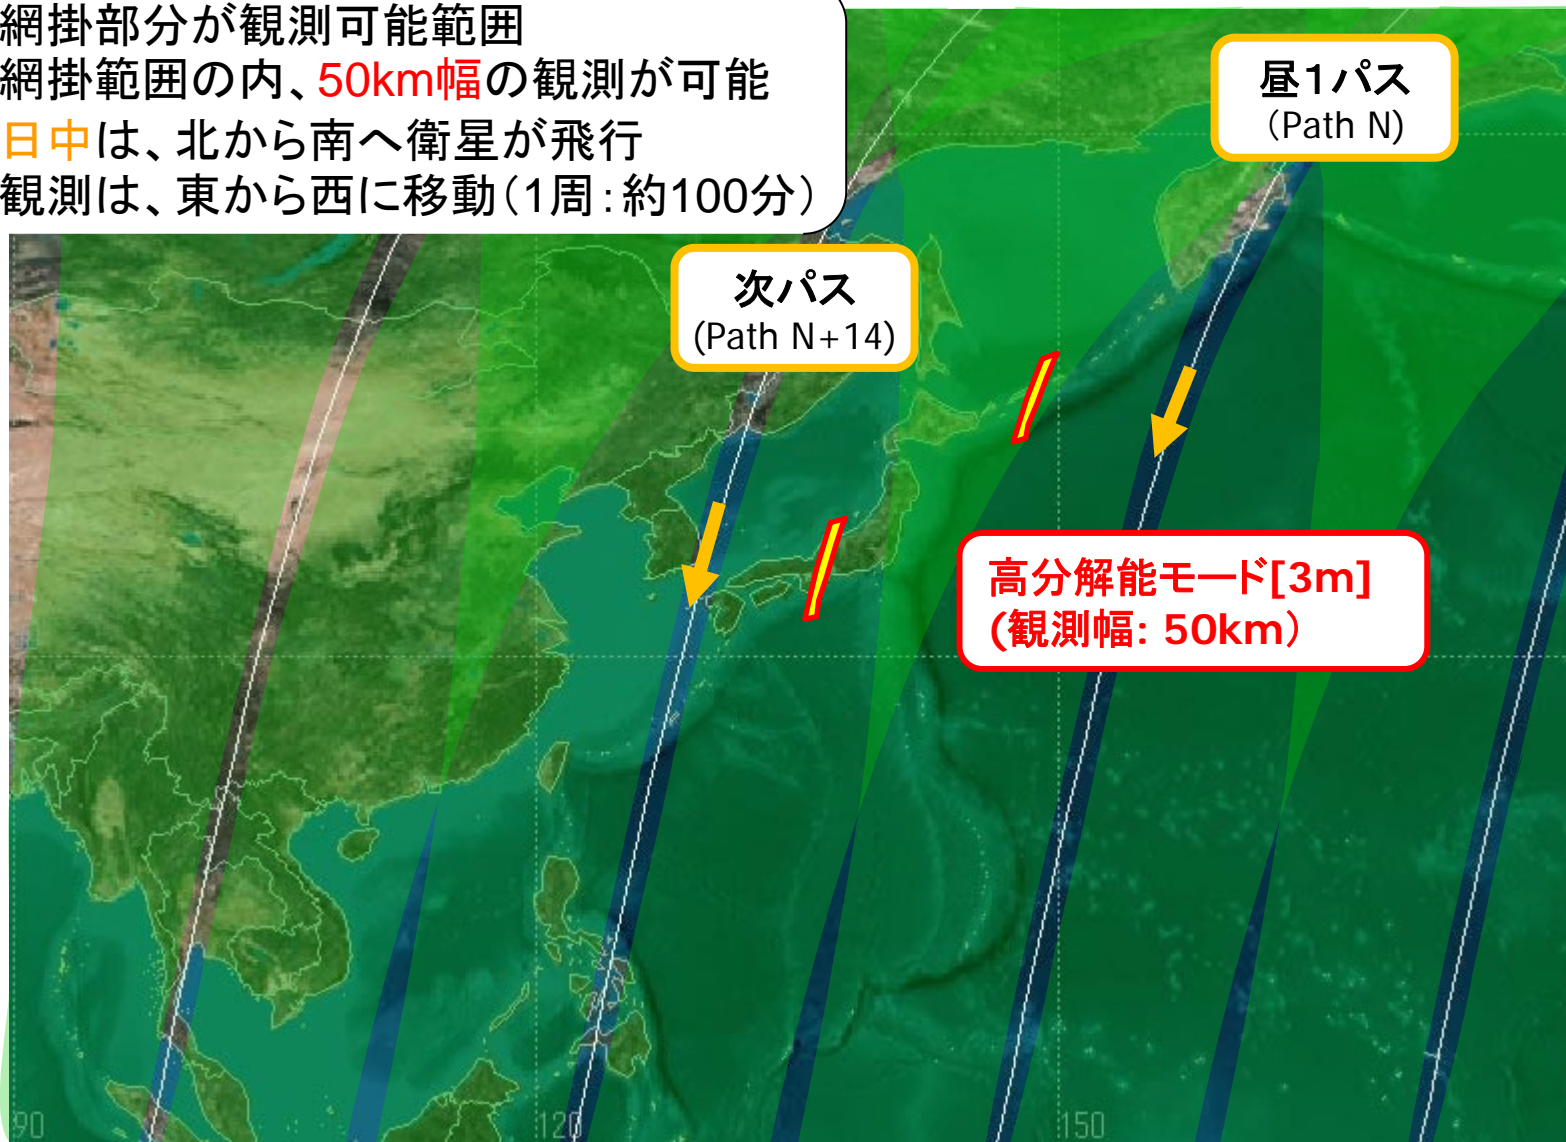 網掛部分が観測可能範囲
網掛範囲の内、50km幅の観測が可能
日中は、北から南へ衛星が飛行
観測は、東から西に移動(1周:約100分)
昼1パス
(Path N)
次パス
(Path N+14)
高分解能モード[3m]
(観測幅: 50km)
90
120
150